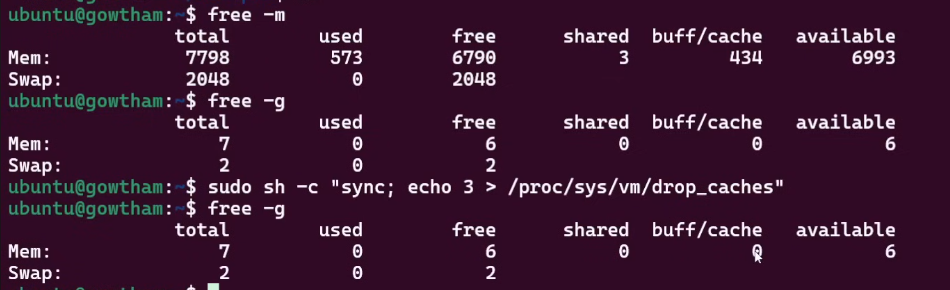 ubuntu@gowtham:~$ free -m
total used free shared buff/cache available
Mem: 7798 573 6790 3 434 6993
Swap: 2048 0 2048
ubuntu@gowtham:~$ free -g
total used free shared buff/cache available
Mem: 7 0 6 0 0 6
Swap: 2 0 2
ubuntu@gowtham:~$ sudo sh -c "sync; echo 3 > /proc/sys/vm/drop_caches"
ubuntu@gowtham:~$ free -g
total used free shared buff/cache available
Mem: 7 0 6 0 0 6
Swap: 2 0 2